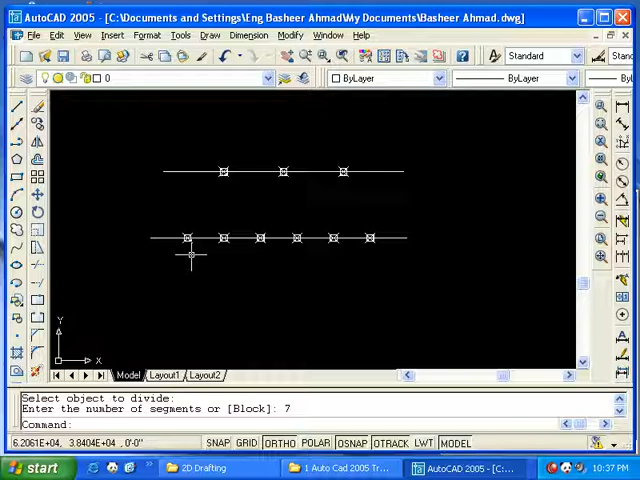 AutoCAD 2005 - [C:\Documents and Settings\Eng Basheer Ahmad\My Documents\Basheer Ahmad.dwg]
File Edit View Insert Format Tools Draw Dimension Modify Window Help
Standard
0 ByLayer ByLayer
Y
X
Model Layout1 Layout2
Select object to divide:
Enter the number of segments or [Block]: 7
Command:
6.2061E+04, 3.8404E+04 , 0'-0" SNAP GRID ORTHO POLAR OSNAP OTRACK LWT MODEL
start 2D Drafting 1 Auto Cad 2005 Tr... AutoCAD 2005 - [C:... 10:37 PM